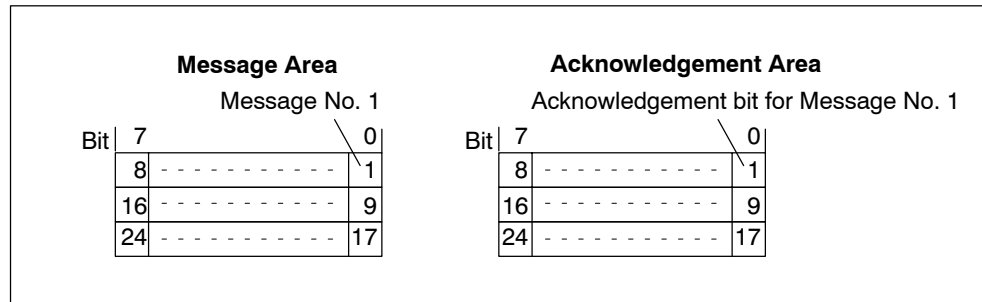 Message Area Acknowledgement Area
Message No. 1 Acknowledgement bit for Message No. 1
Bit 7 0 Bit 7 0
8 1 8 1
16 9 16 9
24 17 24 17